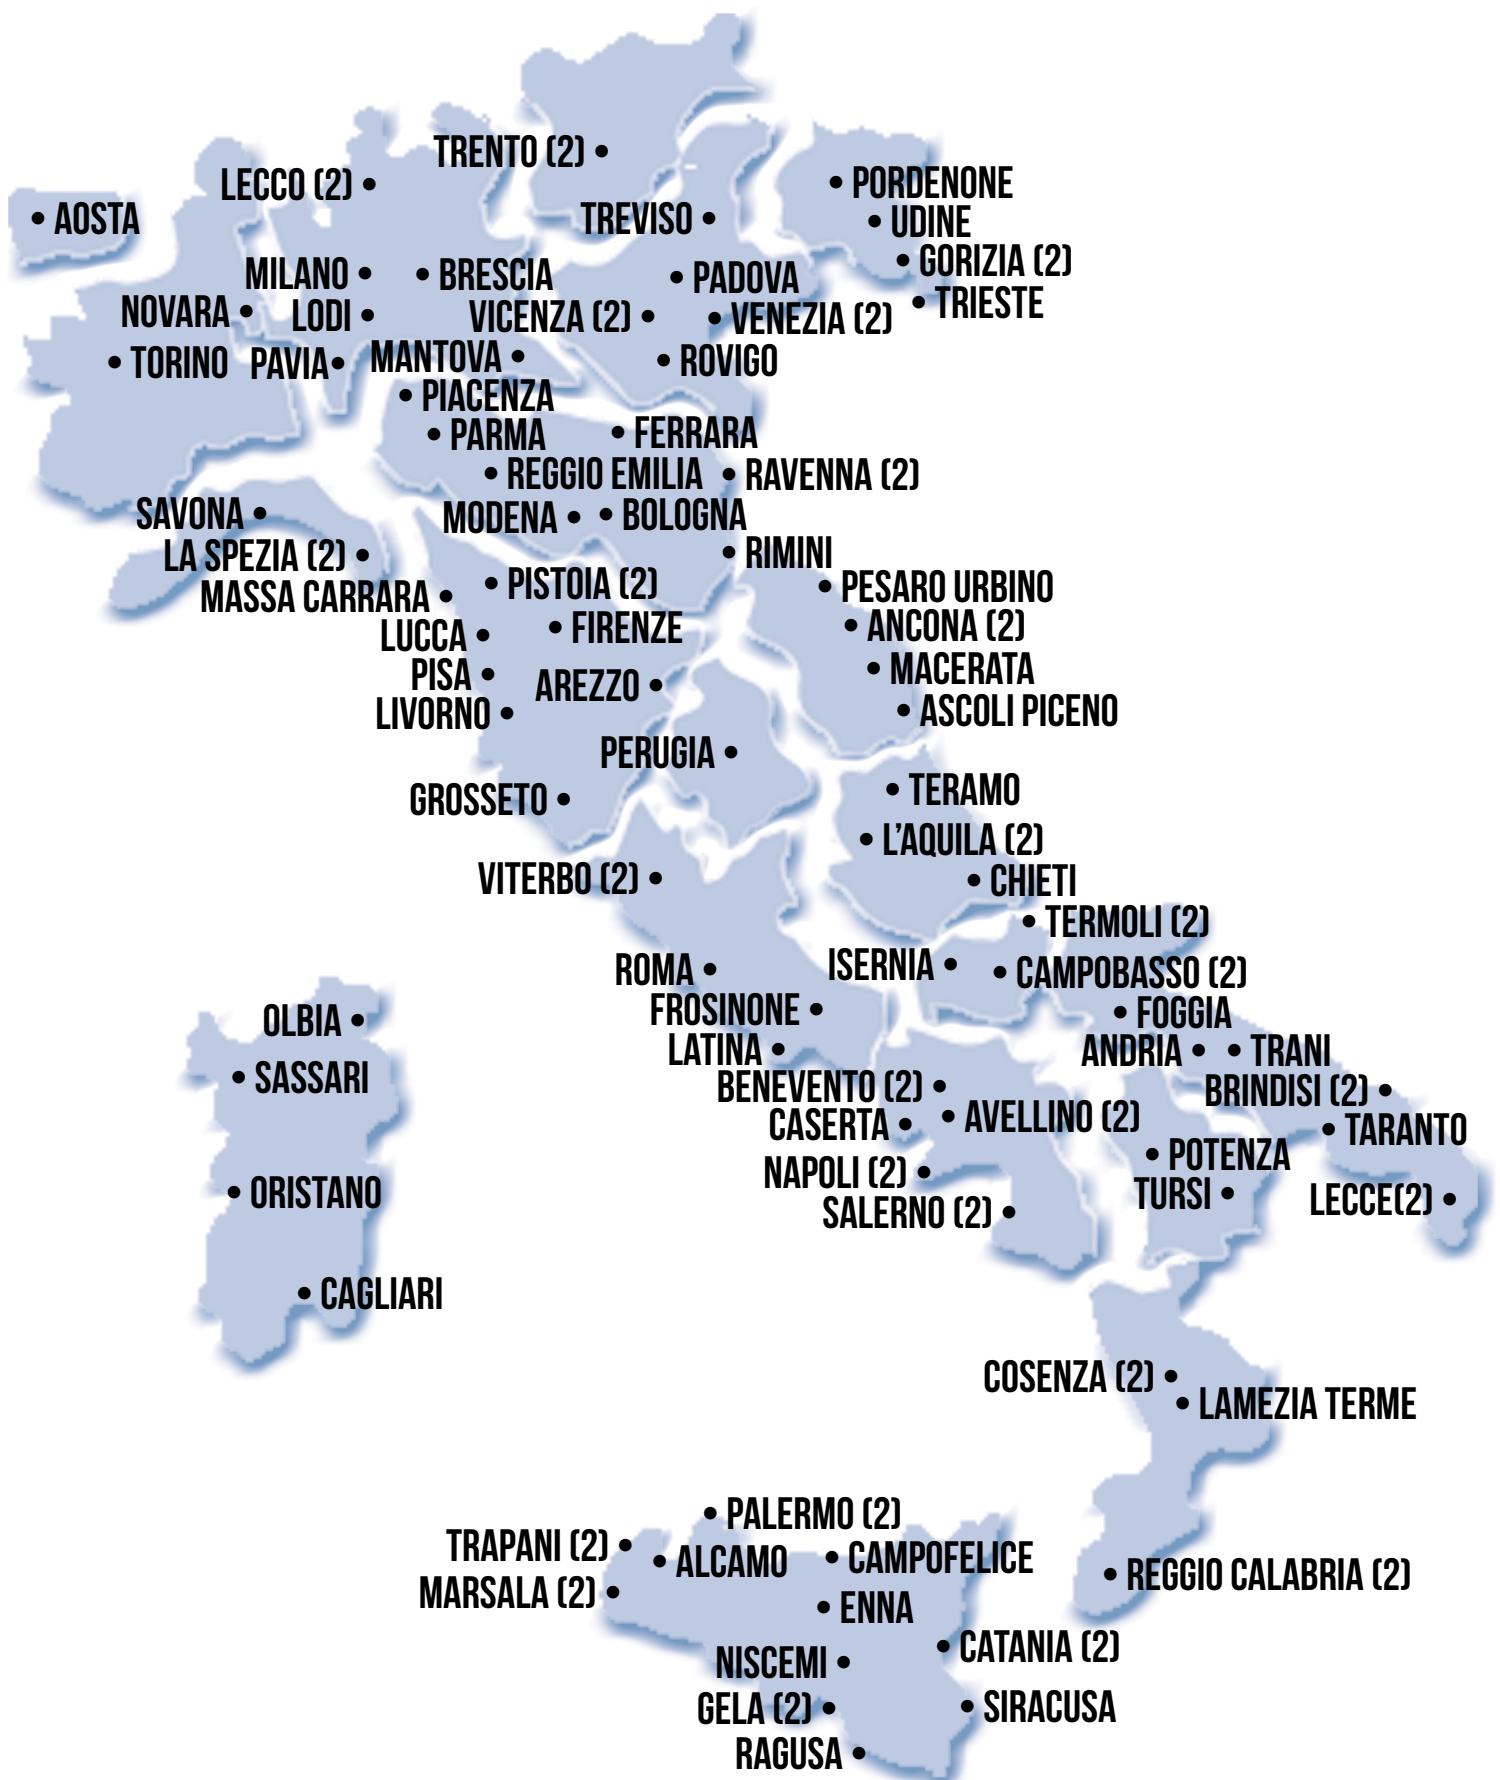 TRENTO (2)
LECCO (2)
PORDENONE
AOSTA
TREVISO
UDINE
GORIZIA (2)
MILANO
BRESCIA
PADOVA
TRIESTE
NOVARA
LODI
VICENZA (2)
VENEZIA (2)
TORINO
PAVIA
MANTOVA
ROVIGO
PIACENZA
PARMA
FERRARA
REGGIO EMILIA
RAVENNA (2)
SAVONA
MODENA
BOLOGNA
LA SPEZIA (2)
RIMINI
MASSA CARRARA
PISTOIA (2)
PESARO URBINO
LUCCA
FIRENZE
ANCONA (2)
PISA
AREZZO
MACERATA
LIVORNO
ASCOLI PICENO
PERUGIA
GROSSETO
TERAMO
L'AQUILA (2)
VITERBO (2)
CHIETI
TERMOLI (2)
ROMA
ISERNIA
CAMPOBASSO (2)
OLBIA
FROSINONE
FOGGIA
LATINA
ANDRIA
TRANI
SASSARI
BENEVENTO (2)
BRINDISI (2)
CASERTA
AVELLINO (2)
TARANTO
NAPOLI (2)
POTENZA
ORISTANO
TURSI
LECCE(2)
SALERNO (2)
CAGLIARI
COSENZA (2)
LAMEZIA TERME
PALERMO (2)
TRAPANI (2)
ALCAMO
CAMPOFELICE
REGGIO CALABRIA (2)
MARSALA (2)
ENNA
CATANIA (2)
NISCEMI
GELA (2)
SIRACUSA
RAGUSA